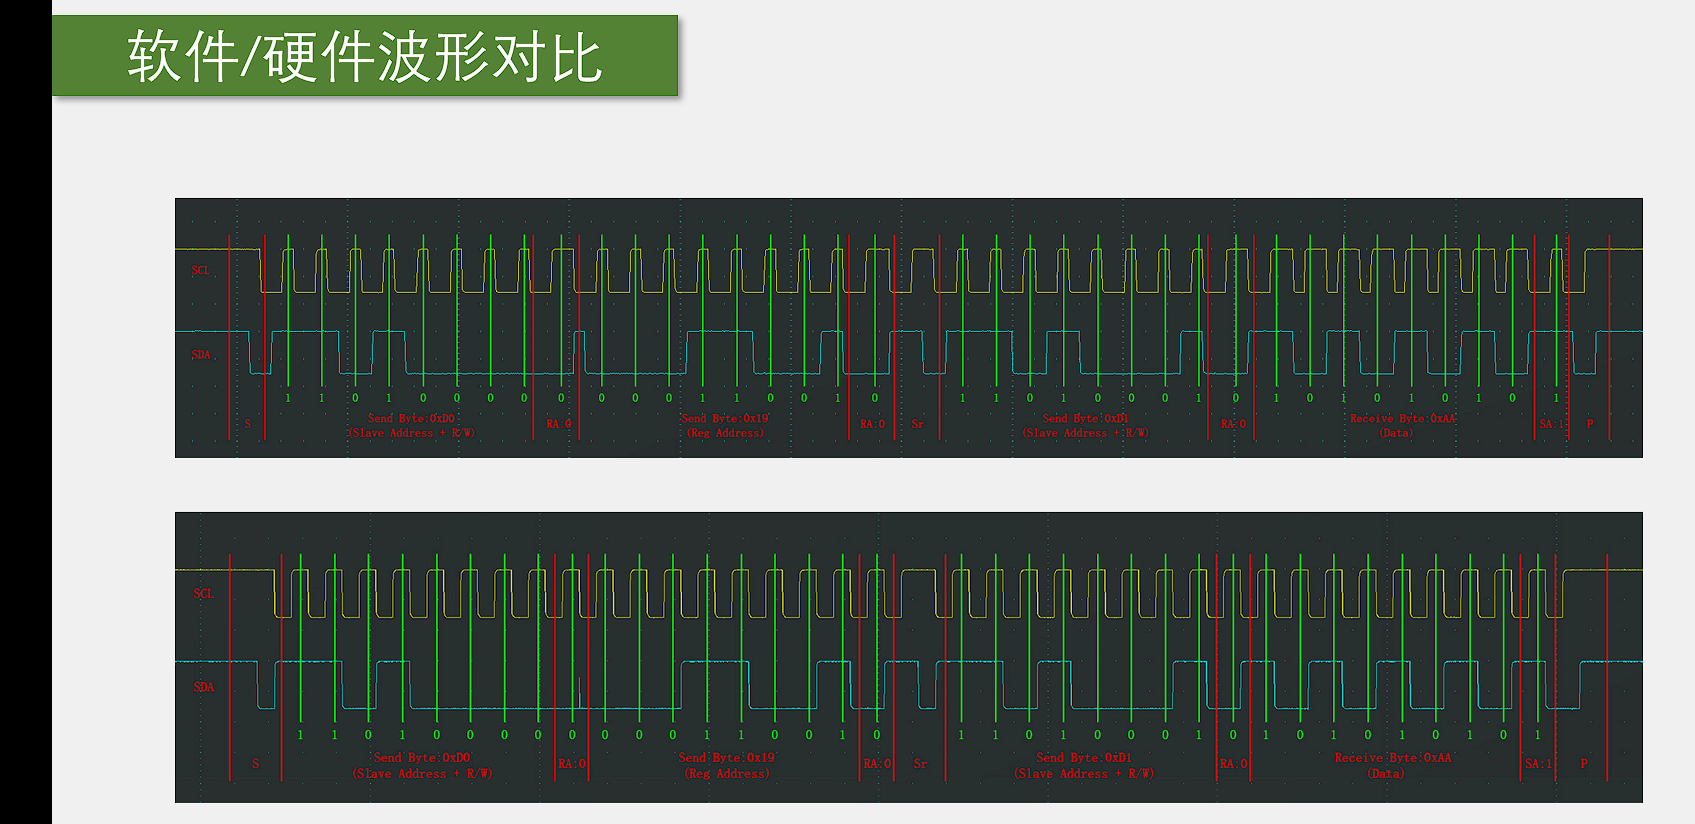 软件/硬件波形对比
SCL
SDA
1 1 0 1 0 0 0 0 0 0 0 0 1 1 0 0 1 0 1 1 0 1 0 0 0 1 0 1 0 1 0 1 0 1 0 1
S Send Byte:0xD0 RA:0 Send Byte:0x19 RA:0 Sr Send Byte:0xD1 RA:0 Receive Byte:0xAA SA:1 P
(Slave Address + R/W) (Reg Address) (Slave Address + R/W) (Data)
SCL
SDA
1 1 0 1 0 0 0 0 0 0 0 0 1 1 0 0 1 0 1 1 0 1 0 0 0 1 0 1 0 1 0 1 0 1 0 1
S Send Byte:0xD0 RA:0 Send Byte:0x19 RA:0 Sr Send Byte:0xD1 RA:0 Receive Byte:0xAA SA:1 P
(Slave Address + R/W) (Reg Address) (Slave Address + R/W) (Data)